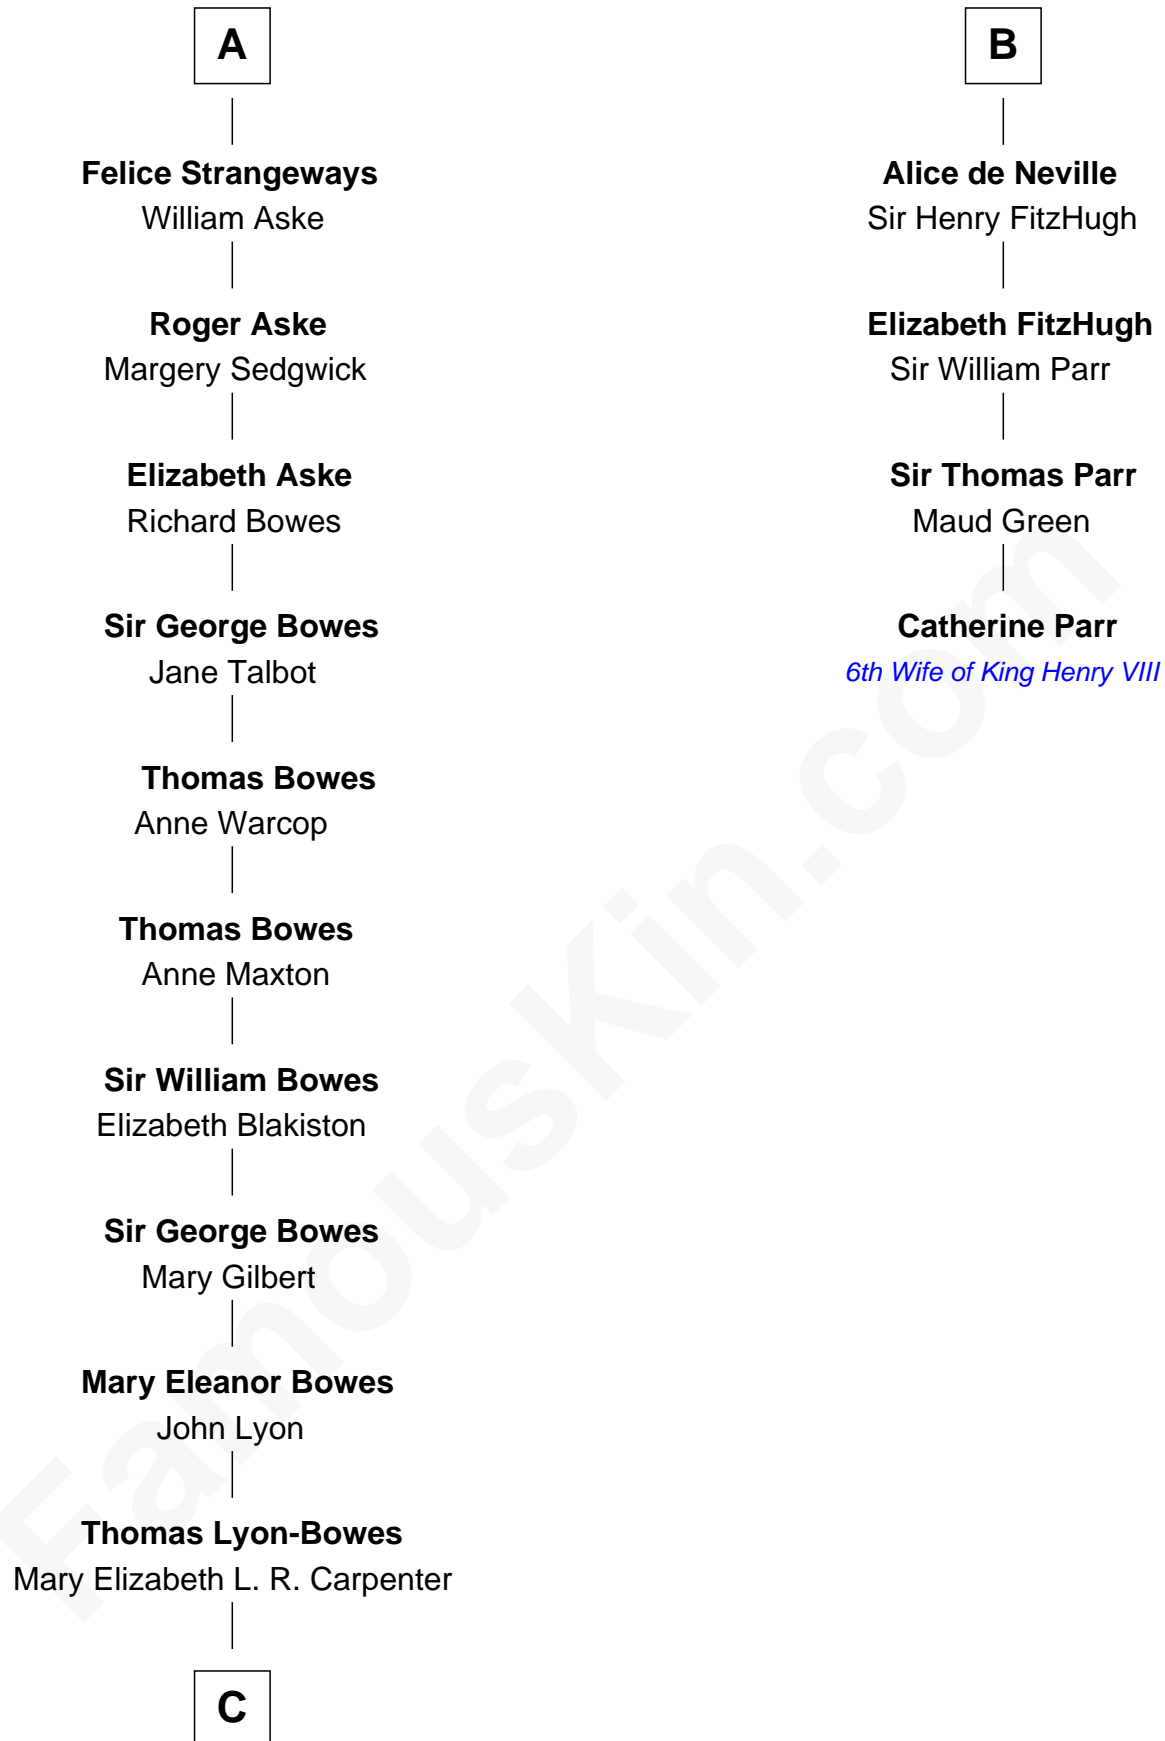 A
Felice Strangeways
William Aske
Roger Aske
Margery Sedgwick
Elizabeth Aske
Richard Bowes
Sir George Bowes
Jane Talbot
Thomas Bowes
Anne Warcop
Thomas Bowes
Anne Maxton
Sir William Bowes
Elizabeth Blakiston
Sir George Bowes
Mary Gilbert
Mary Eleanor Bowes
John Lyon
Thomas Lyon-Bowes
Mary Elizabeth L. R. Carpenter
C
B
Alice de Neville
Sir Henry FitzHugh
Elizabeth FitzHugh
Sir William Parr
Sir Thomas Parr
Maud Green
Catherine Parr
6th Wife of King Henry VIII
FamousKin.com